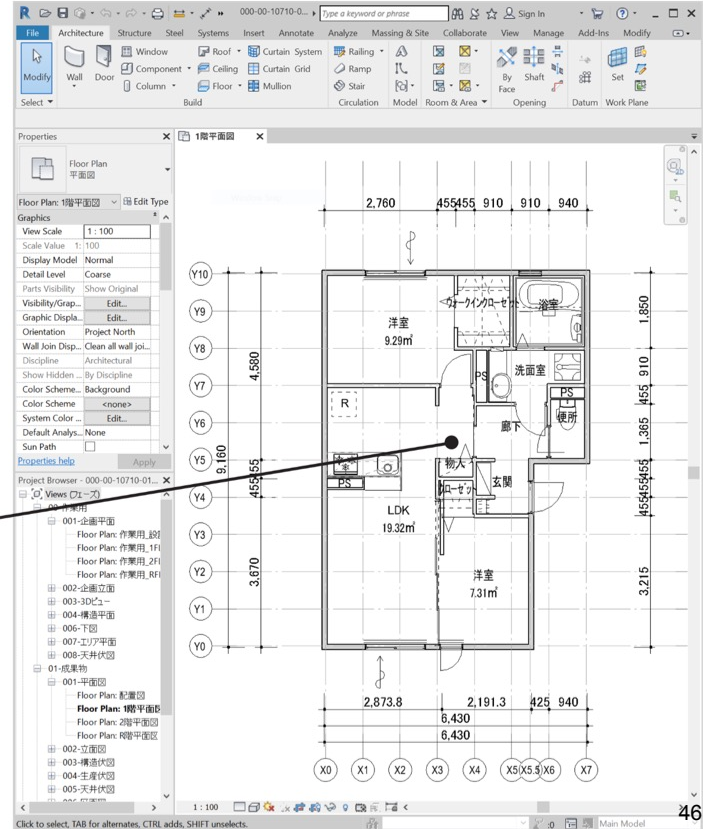 000-00-10710-0...
Type a keyword or phrase
Sign In
File Architecture Structure Steel Systems Insert Annotate Analyze Massing & Site Collaborate View Manage Add-Ins Modify
Modify
Wall
Door
Window
Component
Column
Roof
Ceiling
Floor
Curtain System
Curtain Grid
Mullion
Railing
Ramp
Stair
By Face
Shaft
Set
Select
Build
Circulation
Model
Room & Area
Opening
Datum
Work Plane
Properties
Floor Plan
平面図
Floor Plan: 1階平面図
Edit Type
Graphics
View Scale 1 : 100
Scale Value 1: 100
Display Model Normal
Detail Level Coarse
Parts Visibility Show Original
Visibility/Grap... Edit...
Graphic Displa... Edit...
Orientation Project North
Wall Join Disp... Clean all wall joi...
Discipline Architectural
Show Hidden ... By Discipline
Color Scheme... Background
Color Scheme <none>
System Color ... Edit...
Default Analys... None
Sun Path
Properties help
Apply
Project Browser - 000-00-10710-01...
Views (フェーズ)
001-企画平面
Floor Plan: 作業用_設
Floor Plan: 作業用_1F
Floor Plan: 作業用_2F
Floor Plan: 作業用_RF
002-企画立面
003-3Dビュー
004-構造平面
006-下図
007-エリア平面
008-天井伏図
01-成果物
001-平面図
Floor Plan: 配置図
Floor Plan: 1階平面図
Floor Plan: 2階平面図
Floor Plan: R階平面図
002-立面図
003-構造伏図
004-生産伏図
005-天井伏図
1階平面図
2,760 455 455 910 910 940
Y10
Y9
Y8
Y7
Y6
Y5
Y4
Y3
Y2
Y1
Y0
4,580
9,160
455 455
3,670
1,850
910
455
1,365
455 455 455
3,215
洋室
9.29㎡
ウォークインクローゼット
浴室
PS
洗面室
PS
便所
R
廊下
物入
PS
クローゼット
玄関
LDK
19.32㎡
洋室
7.31㎡
2,873.8 2,191.3 425 940
6,430
6,430
X0 X1 X2 X3 X4 X5 X5.5 X6 X7
1 : 100
Click to select, TAB for alternates, CTRL adds, SHIFT unselects.
:0
Main Model
46